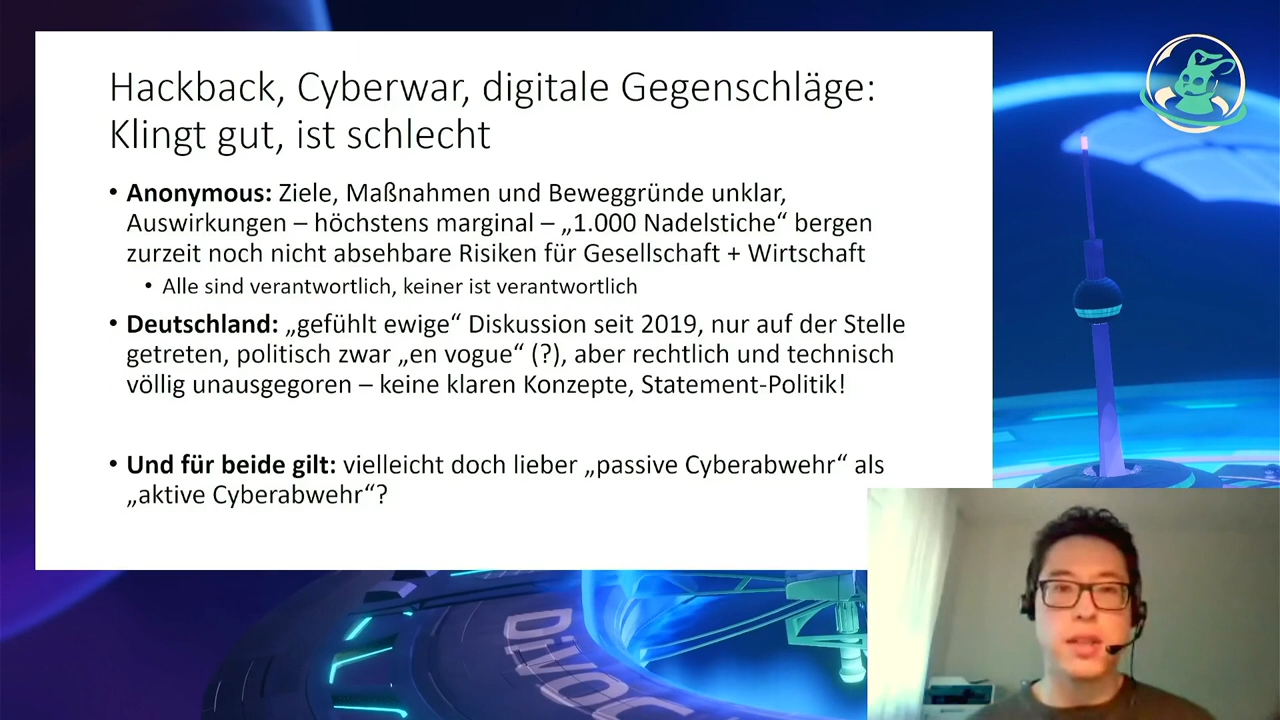 Hackback, Cyberwar, digitale Gegenschläge:
Klingt gut, ist schlecht
• Anonymous: Ziele, Maßnahmen und Beweggründe unklar,
Auswirkungen – höchstens marginal – „1.000 Nadelstiche“ bergen
zurzeit noch nicht absehbare Risiken für Gesellschaft + Wirtschaft
• Alle sind verantwortlich, keiner ist verantwortlich
• Deutschland: „gefühlt ewige“ Diskussion seit 2019, nur auf der Stelle
getreten, politisch zwar „en vogue“ (?), aber rechtlich und technisch
völlig unausgegoren – keine klaren Konzepte, Statement-Politik!
• Und für beide gilt: vielleicht doch lieber „passive Cyberabwehr“ als
„aktive Cyberabwehr“?
Divoc